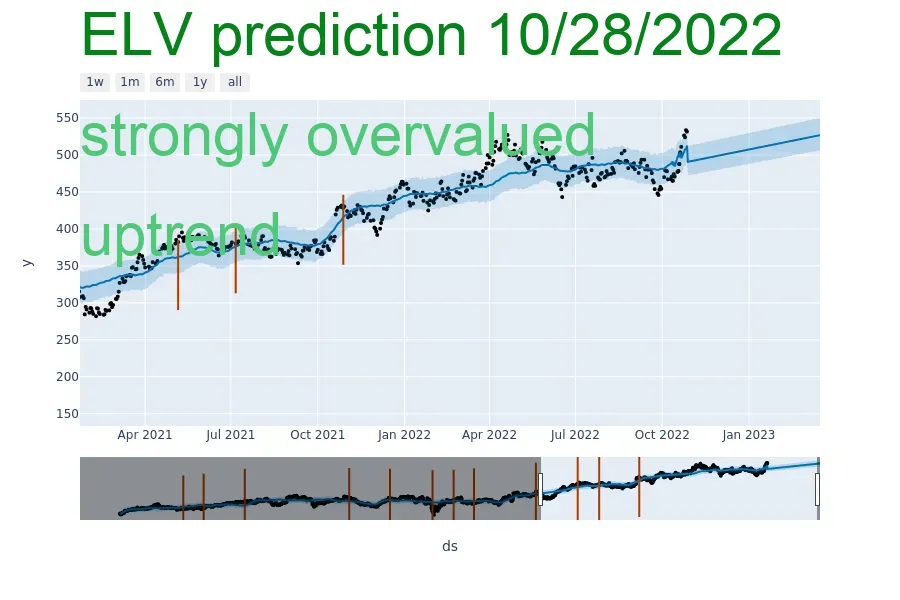 ELV prediction 10/28/2022
1w 1m 6m 1y all
strongly overvalued
uptrend
550
500
450
400
350
300
250
200
150
y
Apr 2021 Jul 2021 Oct 2021 Jan 2022 Apr 2022 Jul 2022 Oct 2022 Jan 2023
ds